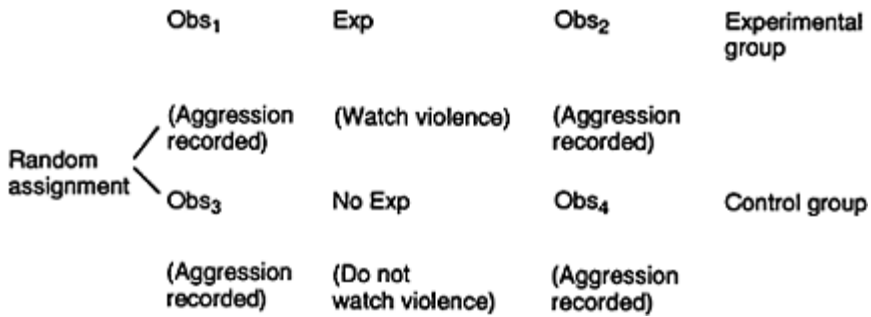 Obs₁ Exp Obs₂ Experimental
group
(Aggression (Watch violence) (Aggression
recorded) recorded)
Random
assignment
Obs₃ No Exp Obs₄ Control group
(Aggression (Do not (Aggression
recorded) watch violence) recorded)